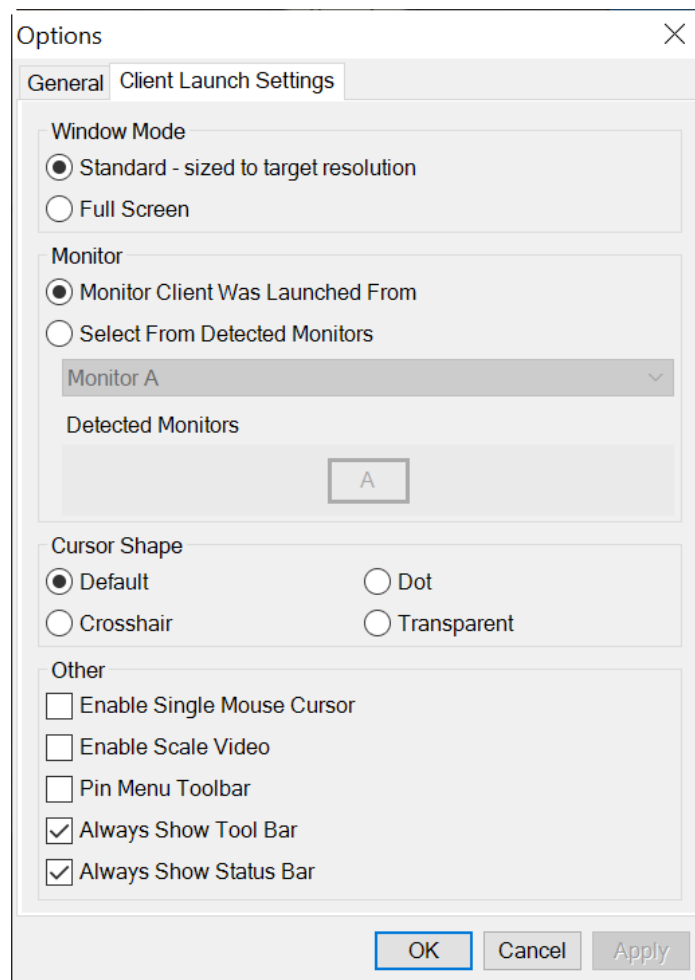 Options
General Client Launch Settings
Window Mode
Standard - sized to target resolution
Full Screen
Monitor
Monitor Client Was Launched From
Select From Detected Monitors
Monitor A
Detected Monitors
A
Cursor Shape
Default Dot
Crosshair Transparent
Other
Enable Single Mouse Cursor
Enable Scale Video
Pin Menu Toolbar
Always Show Tool Bar
Always Show Status Bar
OK Cancel Apply